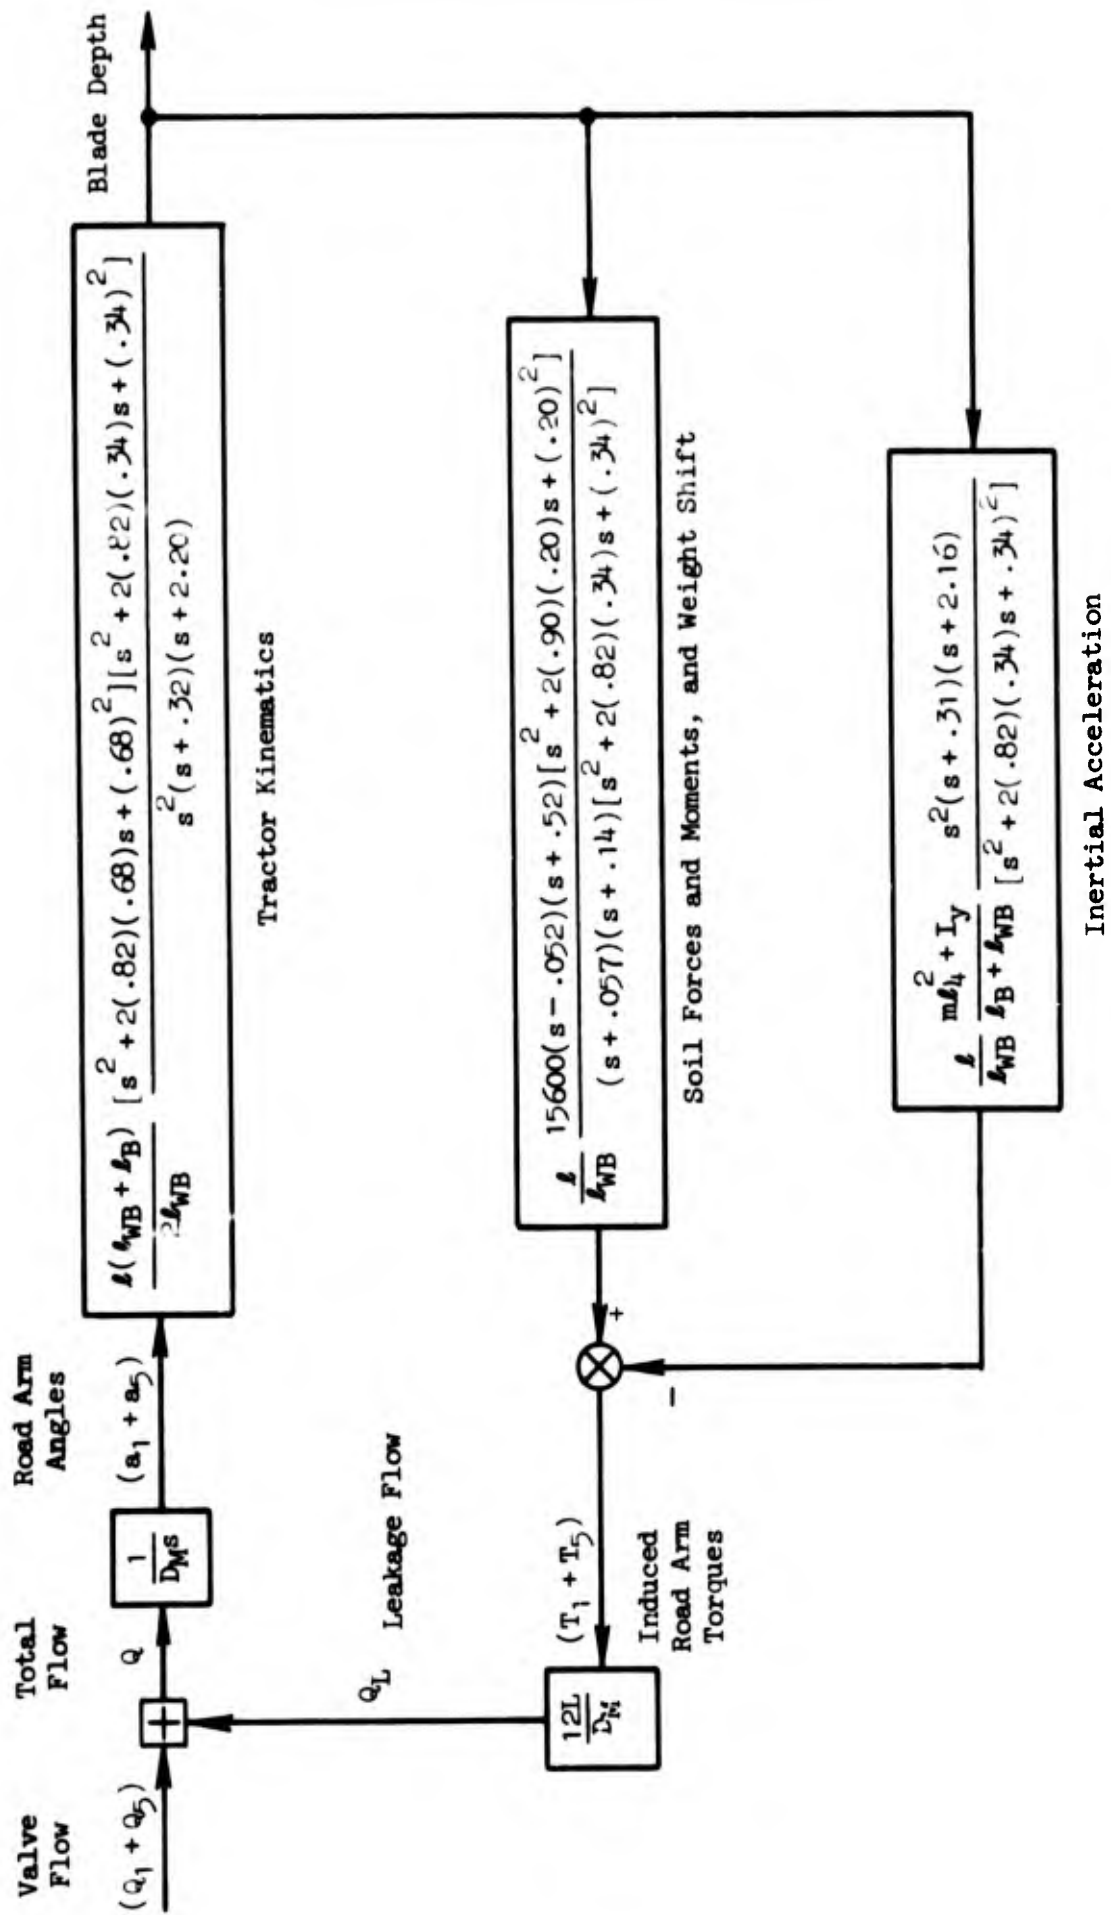 Valve
Flow
(Q₁ + Q₅)
Total
Flow
Q
1
Dₘs
Road Arm
Angles
(a₁ + a₅)
ℓ(ℓWB + ℓB) [s² + 2(.82)(.68)s + (.68)²][s² + 2(.82)(.34)s + (.34)²]
2ℓWB s²(s + .32)(s + 2.20)
Tractor Kinematics
Blade Depth
Q_L
Leakage Flow
12L
Dₘ
(T₁ + T₅)
Induced
Road Arm
Torques
+
-
ℓ 15600(s - .052)(s + .52)[s² + 2(.90)(.20)s + (.20)²]
ℓWB (s + .057)(s + .14)[s² + 2(.82)(.34)s + (.34)²]
Soil Forces and Moments, and Weight Shift
ℓ mℓ₄² + I_y s²(s + .31)(s + 2.16)
ℓWB ℓB + ℓWB [s² + 2(.82)(.34)s + .34)²]
Inertial Acceleration